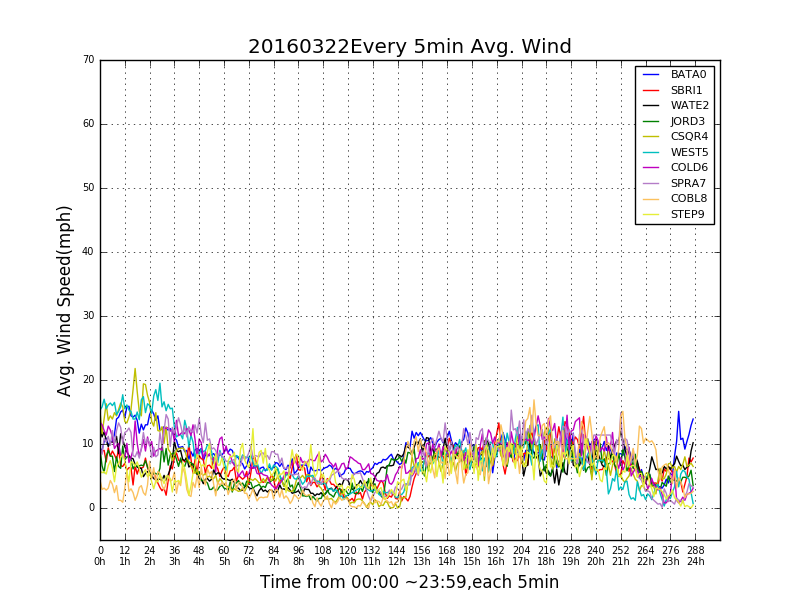 20160322Every 5min Avg. Wind
70
60
50
40
30
20
10
0
Avg. Wind Speed(mph)
BATA0
SBRI1
WATE2
JORD3
CSQR4
WEST5
COLD6
SPRA7
COBL8
STEP9
0 12 24 36 48 60 72 84 96 108 120 132 144 156 168 180 192 204 216 228 240 252 264 276 288
0h 1h 2h 3h 4h 5h 6h 7h 8h 9h 10h 11h 12h 13h 14h 15h 16h 17h 18h 19h 20h 21h 22h 23h 24h
Time from 00:00 ~23:59,each 5min